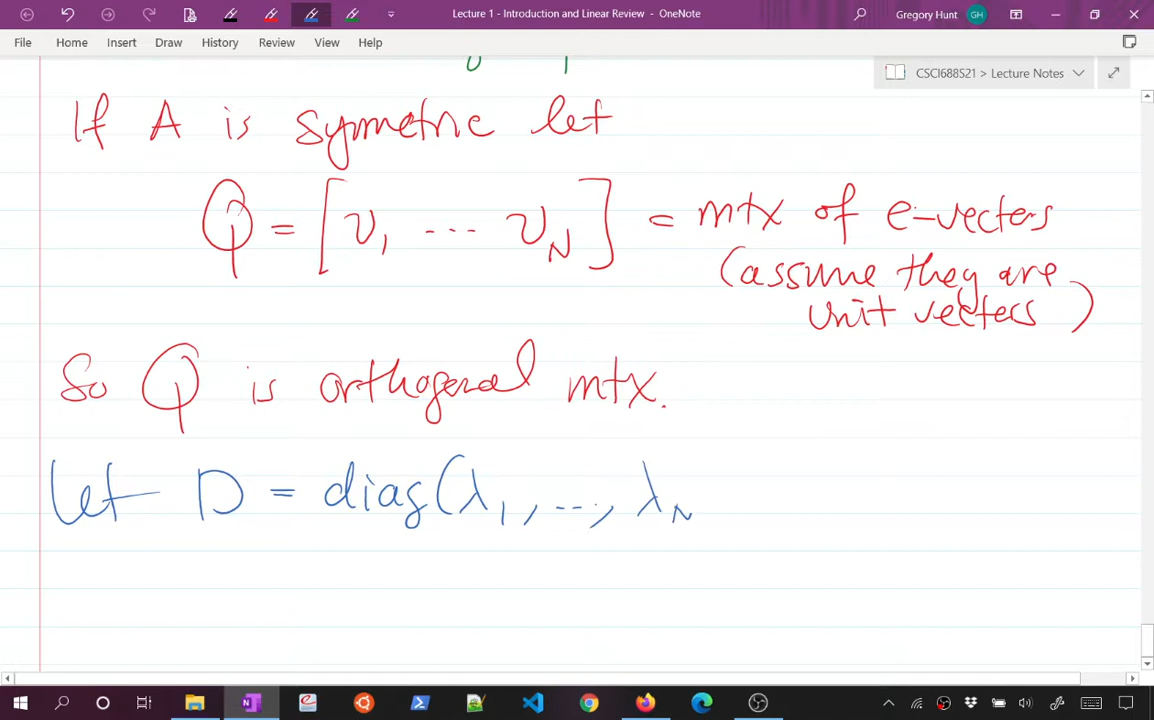 Lecture 1 - Introduction and Linear Review - OneNote
Gregory Hunt
GH
File Home Insert Draw History Review View Help
CSCI688S21 > Lecture Notes
If A is symetric let
Q = [v₁ ... v_N] = mtx of e-vectors
(assume they are
unit vectors)
So Q is orthogonal mtx.
Let D = diag(λ₁, ..., λ_N